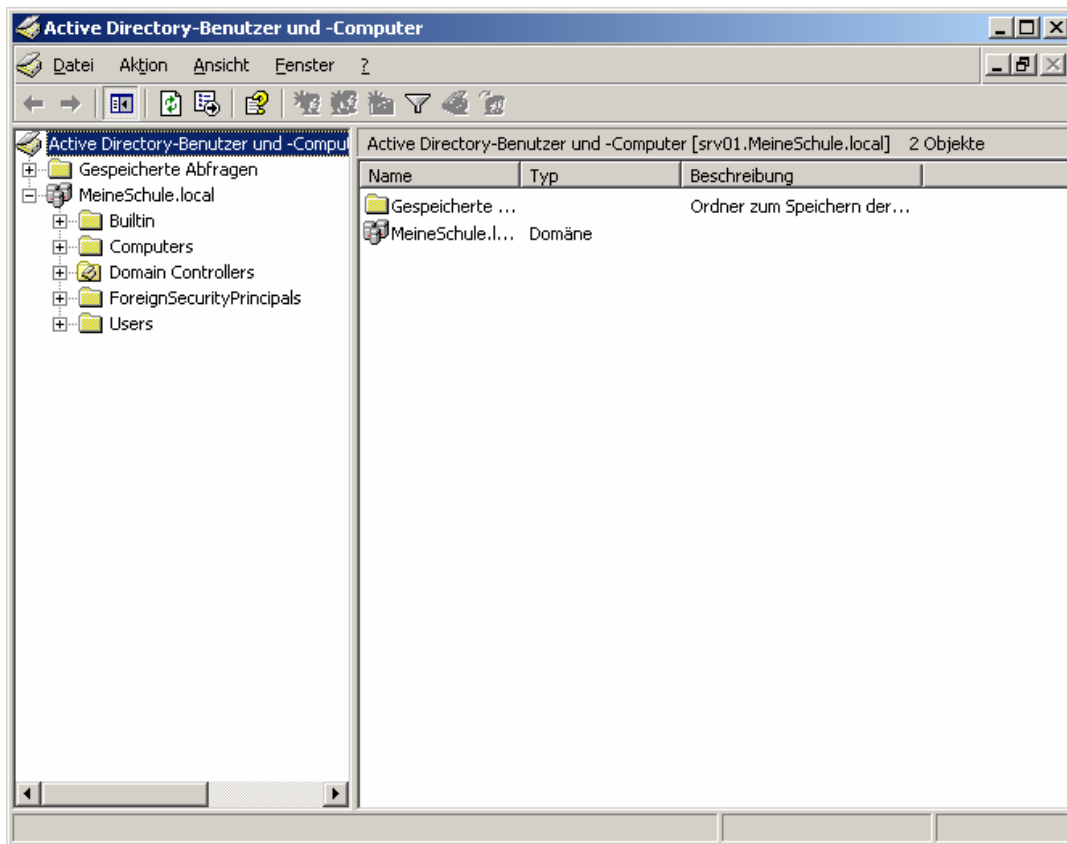 Active Directory-Benutzer und -Computer
Datei Aktion Ansicht Fenster ?
Active Directory-Benutzer und -Comput
Gespeicherte Abfragen
MeineSchule.local
Builtin
Computers
Domain Controllers
ForeignSecurityPrincipals
Users
Active Directory-Benutzer und -Computer [srv01.MeineSchule.local] 2 Objekte
Name Typ Beschreibung
Gespeicherte ... Ordner zum Speichern der...
MeineSchule.l... Domäne